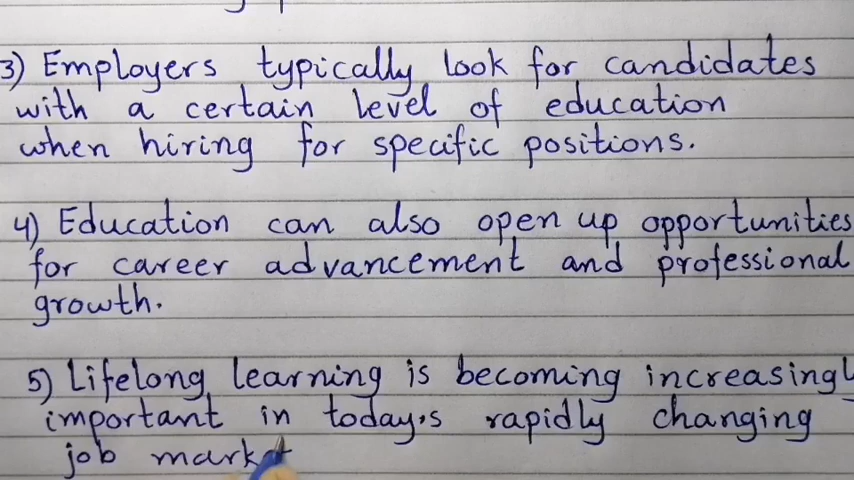 3) Employers typically look for candidates
with a certain level of education
when hiring for specific positions.
4) Education can also open up opportunities
for career advancement and professional
growth.
5) Lifelong learning is becoming increasingly
important in today's rapidly changing
job